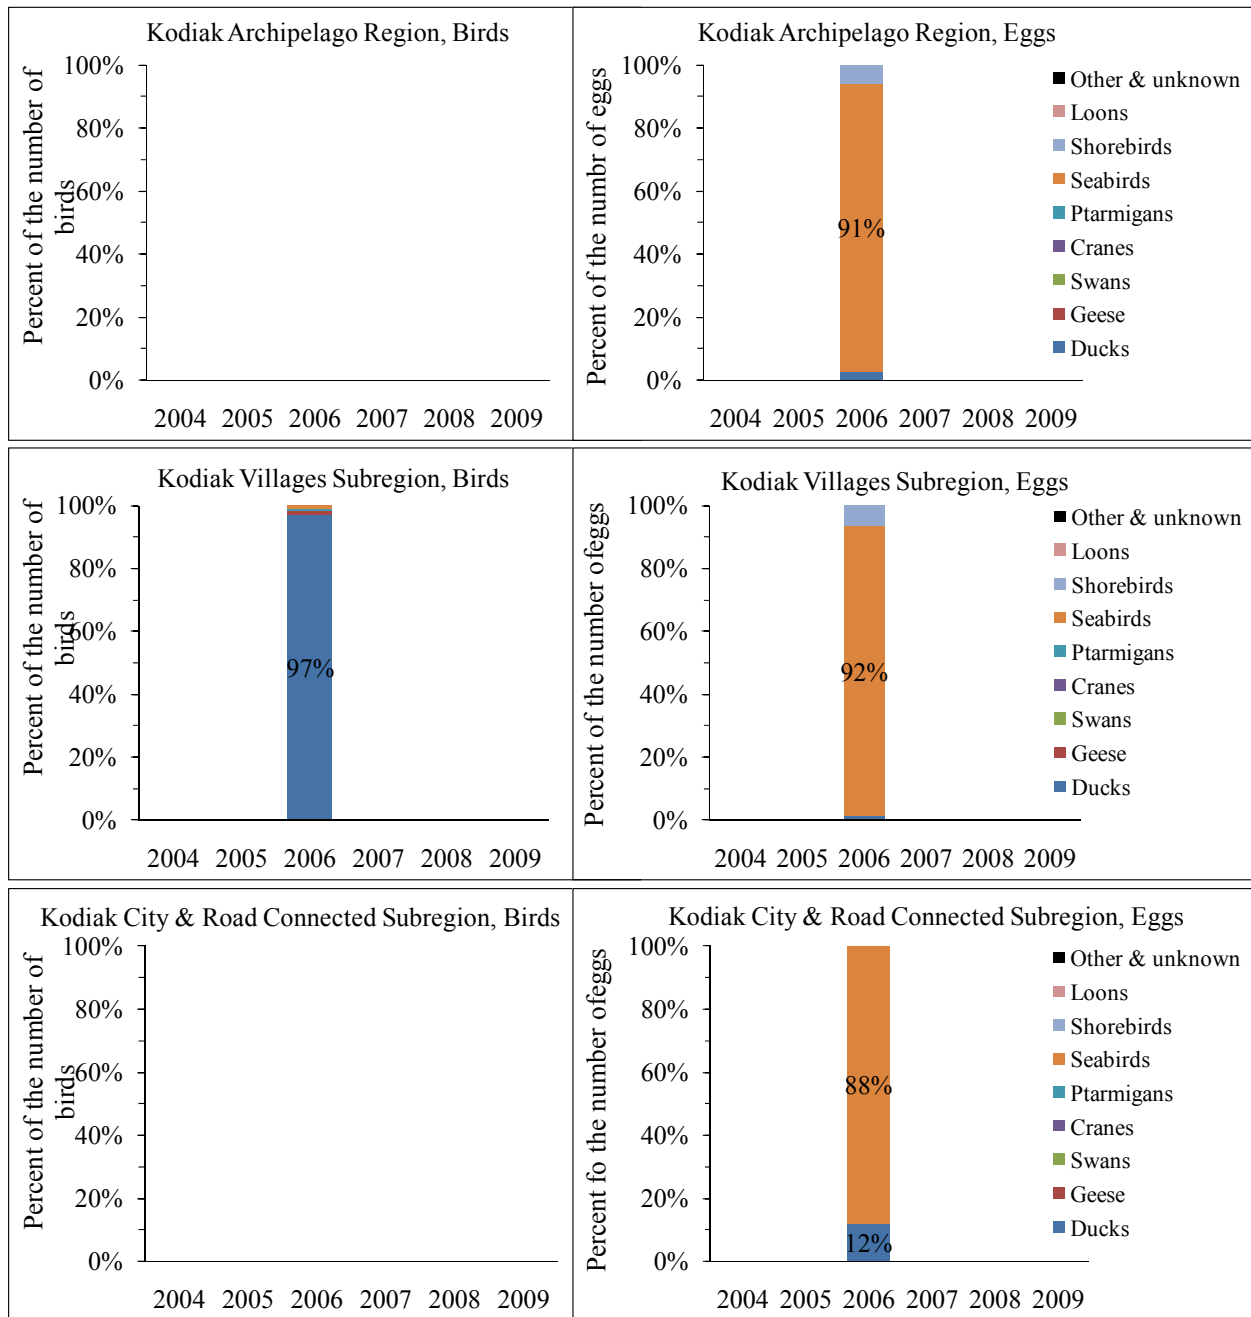 Kodiak Archipelago Region, Birds
Percent of the number of
birds
100%
80%
60%
40%
20%
0%
2004 2005 2006 2007 2008 2009
Kodiak Archipelago Region, Eggs
Percent of the numbr of eggs
100%
80%
60%
40%
20%
0%
91%
2004 2005 2006 2007 2008 2009
Other & unknown
Loons
Shorebirds
Seabirds
Ptarmigans
Cranes
Swans
Geese
Ducks
Kodiak Villages Subregion, Birds
Percent of the number of
birds
100%
80%
60%
40%
20%
0%
97%
2004 2005 2006 2007 2008 2009
Kodiak Villages Subregion, Eggs
Percent of the number ofeggs
100%
80%
60%
40%
20%
0%
92%
2004 2005 2006 2007 2008 2009
Other & unknown
Loons
Shorebirds
Seabirds
Ptarmigans
Cranes
Swans
Geese
Ducks
Kodiak City & Road Connected Subregion, Birds
Percent of the number of
birds
100%
80%
60%
40%
20%
0%
2004 2005 2006 2007 2008 2009
Kodiak City & Road Connected Subregion, Eggs
Percent fo the number ofeggs
100%
80%
60%
40%
20%
0%
88%
12%
2004 2005 2006 2007 2008 2009
Other & unknown
Loons
Shorebirds
Seabirds
Ptarmigans
Cranes
Swans
Geese
Ducks